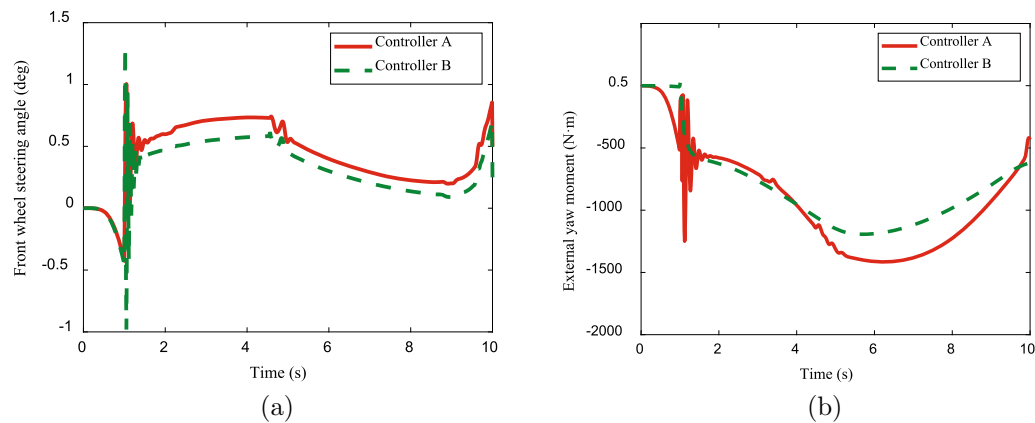 1.5
1
0.5
0
-0.5
-1
0 2 4 6 8 10
Front wheel steering angle (deg)
Time (s)
Controller A
Controller B
(a)
0.5
-500
-1000
-1500
-2000
0 2 4 6 8 10
External yaw moment (N·m)
Time (s)
Controller A
Controller B
(b)